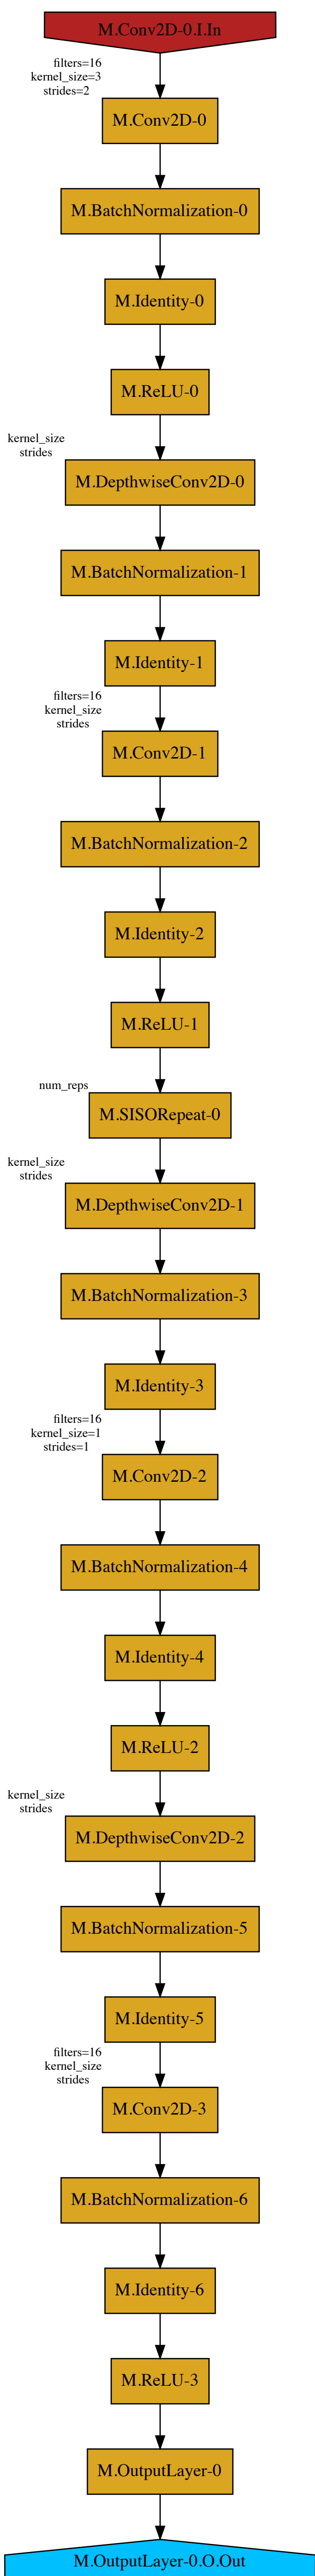 M.Conv2D-0.I.In
filters=16
kernel_size=3
strides=2
M.Conv2D-0
M.BatchNormalization-0
M.Identity-0
M.ReLU-0
kernel_size
strides
M.DepthwiseConv2D-0
M.BatchNormalization-1
M.Identity-1
filters=16
kernel_size
strides
M.Conv2D-1
M.BatchNormalization-2
M.Identity-2
M.ReLU-1
num_reps
M.SISORepeat-0
kernel_size
strides
M.DepthwiseConv2D-1
M.BatchNormalization-3
M.Identity-3
filters=16
kernel_size=1
strides=1
M.Conv2D-2
M.BatchNormalization-4
M.Identity-4
M.ReLU-2
kernel_size
strides
M.DepthwiseConv2D-2
M.BatchNormalization-5
M.Identity-5
filters=16
kernel_size
strides
M.Conv2D-3
M.BatchNormalization-6
M.Identity-6
M.ReLU-3
M.OutputLayer-0
M.OutputLayer-0.O.Out